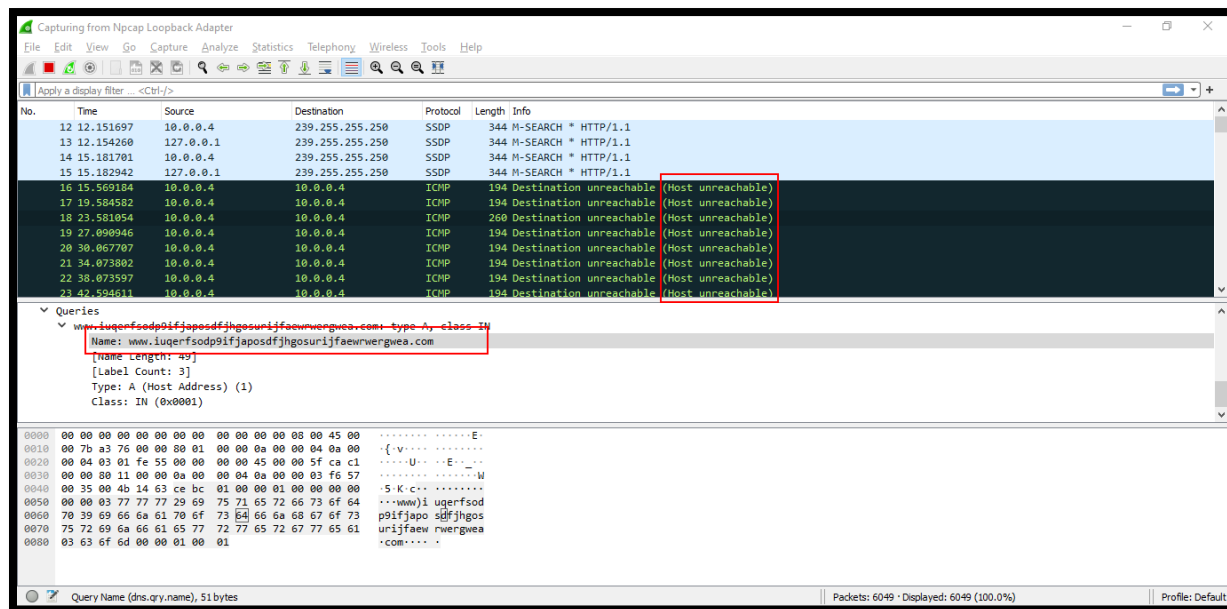 Capturing from Npcap Loopback Adapter
File Edit View Go Capture Analyze Statistics Telephony Wireless Tools Help
Apply a display filter ... <Ctrl-/>
No. Time Source Destination Protocol Length Info
12 12.151697 10.0.0.4 239.255.255.250 SSDP 344 M-SEARCH * HTTP/1.1
13 12.154260 127.0.0.1 239.255.255.250 SSDP 344 M-SEARCH * HTTP/1.1
14 15.181701 10.0.0.4 239.255.255.250 SSDP 344 M-SEARCH * HTTP/1.1
15 15.182942 127.0.0.1 239.255.255.250 SSDP 344 M-SEARCH * HTTP/1.1
16 15.569184 10.0.0.4 10.0.0.4 ICMP 194 Destination unreachable (Host unreachable)
17 19.584582 10.0.0.4 10.0.0.4 ICMP 194 Destination unreachable (Host unreachable)
18 23.581054 10.0.0.4 10.0.0.4 ICMP 260 Destination unreachable (Host unreachable)
19 27.090946 10.0.0.4 10.0.0.4 ICMP 194 Destination unreachable (Host unreachable)
20 30.067707 10.0.0.4 10.0.0.4 ICMP 194 Destination unreachable (Host unreachable)
21 34.073802 10.0.0.4 10.0.0.4 ICMP 194 Destination unreachable (Host unreachable)
22 38.073597 10.0.0.4 10.0.0.4 ICMP 194 Destination unreachable (Host unreachable)
23 42.594611 10.0.0.4 10.0.0.4 ICMP 194 Destination unreachable (Host unreachable)
Queries
www.iuqerfsodp9ifjaposdfjhgosurijfaewrwergwea.com: type A, class IN
Name: www.iuqerfsodp9ifjaposdfjhgosurijfaewrwergwea.com
[Name Length: 49]
[Label Count: 3]
Type: A (Host Address) (1)
Class: IN (0x0001)
0000 00 00 00 00 00 00 00 00 00 00 00 00 08 00 45 00 ········ ······E·
0010 00 7b a3 76 00 00 80 01 00 00 0a 00 00 04 0a 00 ·{·v···· ········
0020 00 04 03 01 fe 55 00 00 00 00 45 00 00 5f ca c1 ·····U·· ··E··_··
0030 00 00 80 11 00 00 0a 00 00 04 0a 00 00 03 f6 57 ········ ·······W
0040 00 35 00 4b 14 63 ce bc 01 00 00 01 00 00 00 00 ·5·K·c·· ········
0050 00 00 03 77 77 77 29 69 75 71 65 72 66 73 6f 64 ···www)i uqerfsod
0060 70 39 69 66 6a 61 70 6f 73 64 66 6a 68 67 6f 73 p9ifjapo sdfjhgos
0070 75 72 69 6a 66 61 65 77 72 77 65 72 67 77 65 61 urijfaew rwergwea
0080 03 63 6f 6d 00 00 01 00 01 ·com···· ·
Query Name (dns.qry.name), 51 bytes Packets: 6049 · Displayed: 6049 (100.0%) Profile: Default